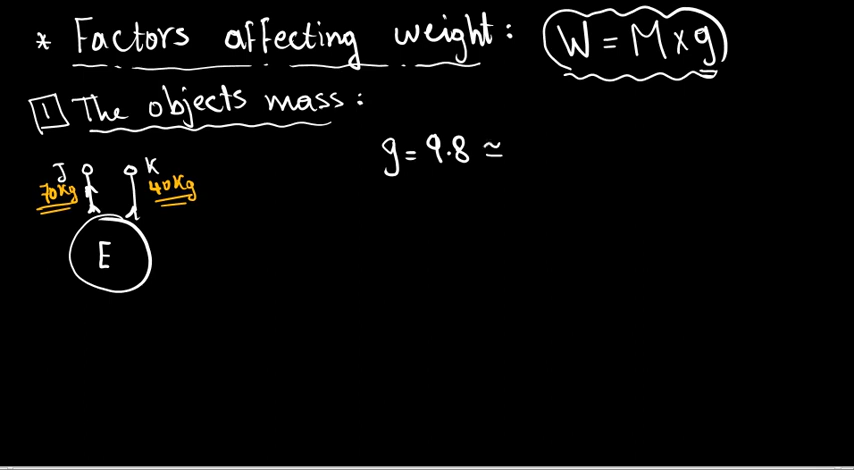 * Factors affecting weight : W = M x g
1 The objects mass :
g = 9.8 ≃
J K
70Kg 40Kg
E